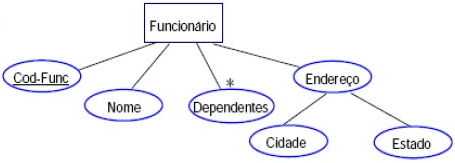 Funcionário
Cod-Func
Nome
*
Dependentes
Endereço
Cidade
Estado